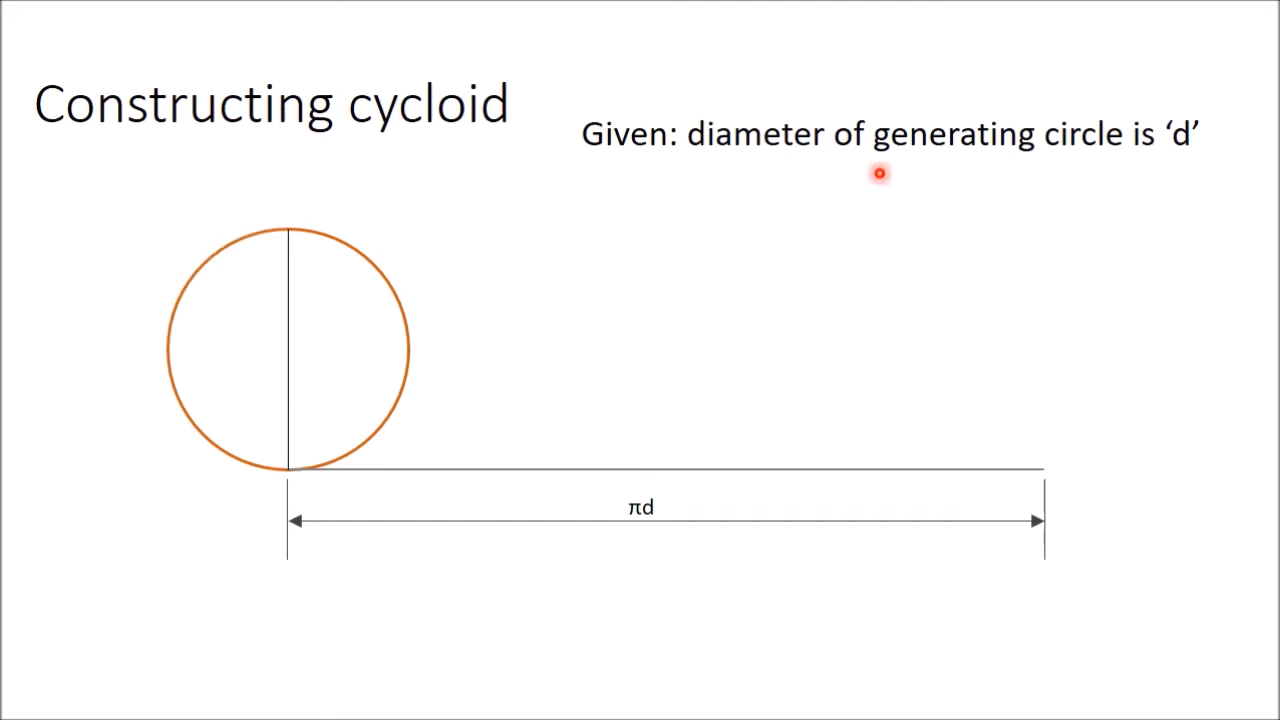 Constructing cycloid
Given: diameter of generating circle is ‘d’
πd